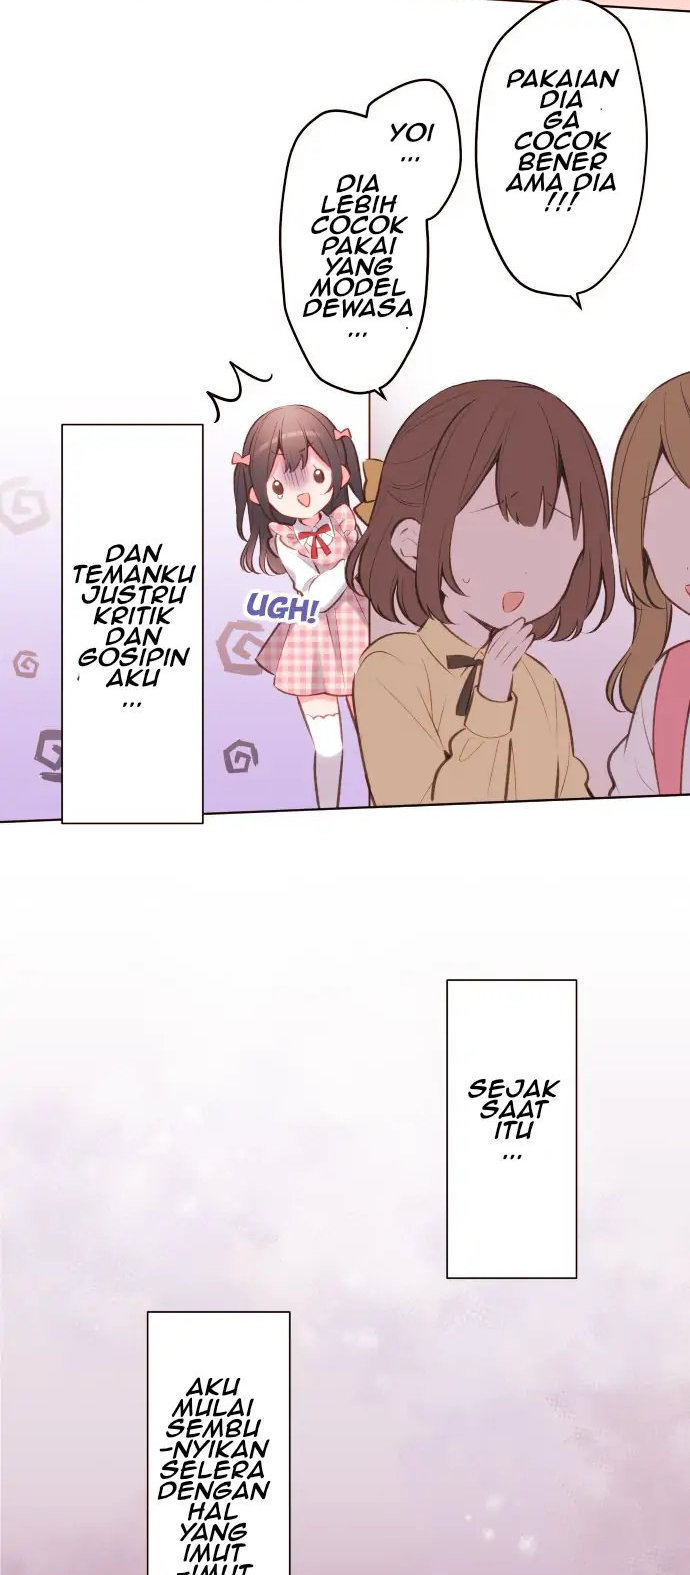 PAKAIAN
DIA
GA
COCOK
BENER
AMA DIA
!!!
YOI
...
DIA
LEBIH
COCOK
PAKAI
YANG
MODEL
DEWASA
...
UGH!
DAN
TEMANKU
JUSTRU
KRITIK
DAN
GOSIPIN
AKU
...
SEJAK
SAAT
ITU
...
AKU
MULAI
SEMBU
-NYIKAN
SELERA
DENGAN
HAL
YANG
IMUT
-IMUT